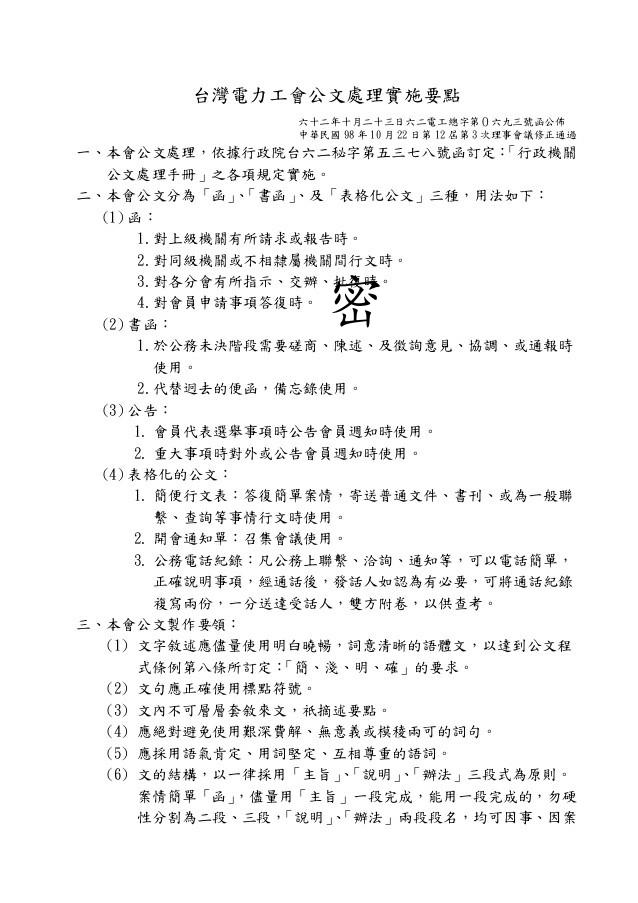 台灣電力工會公文處理實施要點
六十二年十月二十三日六二電工總字第0六九三號函公佈
中華民國98年10月22日第12屆第3次理事會議修正通過
一、本會公文處理，依據行政院台六二秘字第五三七八號函訂定：「行政機關
公文處理手冊」之各項規定實施。
二、本會公文分為「函」、「書函」、及「表格化公文」三種，用法如下：
(1)函：
1.對上級機關有所請求或報告時。
2.對同級機關或不相隸屬機關間行文時。
3.對各分會有所指示、交辦、批復時。
密
4.對會員申請事項答復時。
(2)書函：
1.於公務未決階段需要磋商、陳述、及徵詢意見、協調、或通報時
使用。
2.代替迥去的便函，備忘錄使用。
(3)公告：
1. 會員代表選舉事項時公告會員週知時使用。
2. 重大事項時對外或公告會員週知時使用。
(4)表格化的公文：
1. 簡便行文表：答復簡單案情，寄送普通文件、書刊、或為一般聯
繫、查詢等事情行文時使用。
2. 開會通知單：召集會議使用。
3. 公務電話紀錄：凡公務上聯繫、洽詢、通知等，可以電話簡單，
正確說明事項，經通話後，發話人如認為有必要，可將通話紀錄
複寫兩份，一分送達受話人，雙方附卷，以供查考。
三、本會公文製作要領：
(1) 文字敘述應儘量使用明白曉暢，詞意清晰的語體文，以達到公文程
式條例第八條所訂定：「簡、淺、明、確」的要求。
(2) 文句應正確使用標點符號。
(3) 文內不可層層套敘來文，祇摘述要點。
(4) 應絕對避免使用艱深費解、無意義或模稜兩可的詞句。
(5) 應採用語氣肯定、用詞堅定、互相尊重的語詞。
(6) 文的結構，以一律採用「主旨」、「說明」、「辦法」三段式為原則。
案情簡單「函」，儘量用「主旨」一段完成，能用一段完成的，勿硬
性分割為二段、三段，「說明」、「辦法」兩段段名，均可因事、因案